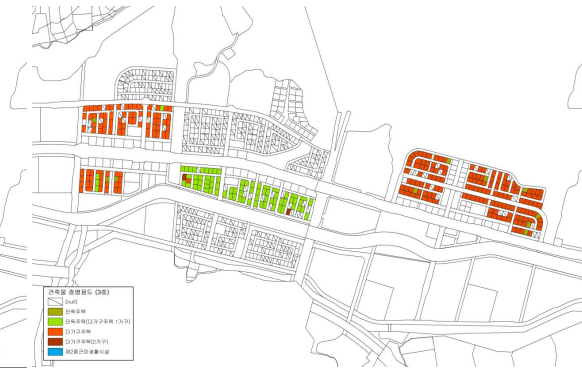 건축물 층별용도 (3층)
(null)
단독주택
단독주택(다가구주택 1가구)
다가구주택
다가구주택(2가구)
제2종근린생활시설